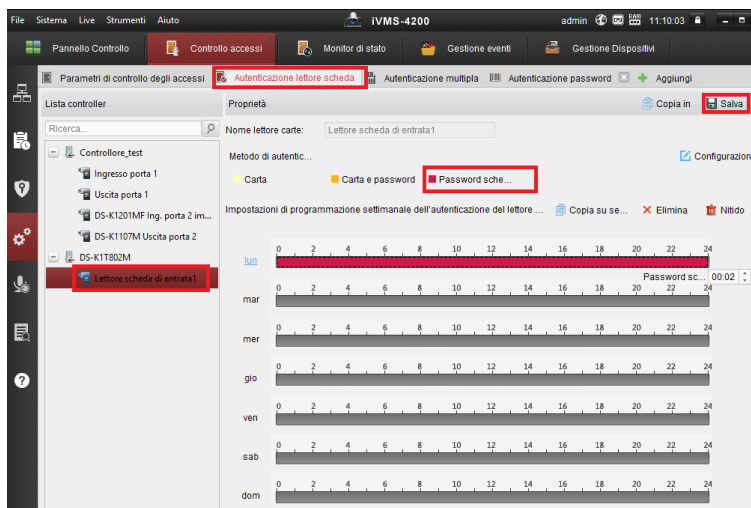 File Sistema Live Strumenti Aiuto iVMS-4200 admin 11:10:03
Pannello Controllo Controllo accessi Monitor di stato Gestione eventi Gestione Dispositivi
Parametri di controllo degli accessi Autenticazione lettore scheda Autenticazione multipla Autenticazione password Aggiungi
Lista controller Proprietà Copia in Salva
Ricerca... Nome lettore carte: Lettore scheda di entrata1
Controllore_test Metodo di autentic... Configurazion
Ingresso porta 1 Carta Carta e password Password sche...
Uscita porta 1
DS-K1201MF Ing. porta 2 im... Impostazioni di programmazione settimanale dell'autenticazione del lettore ... Copia su se... Elimina Nitido
DS-K1107M Uscita porta 2
DS-K1T802M 0 2 4 6 8 10 12 14 16 18 20 22 24
lun
Lettore scheda di entrata1 Password sc... 00:02
0 2 4 6 8 10 12 14 16 18 20 22 24
mar
0 2 4 6 8 10 12 14 16 18 20 22 24
mer
0 2 4 6 8 10 12 14 16 18 20 22 24
gio
0 2 4 6 8 10 12 14 16 18 20 22 24
ven
0 2 4 6 8 10 12 14 16 18 20 22 24
sab
0 2 4 6 8 10 12 14 16 18 20 22 24
dom